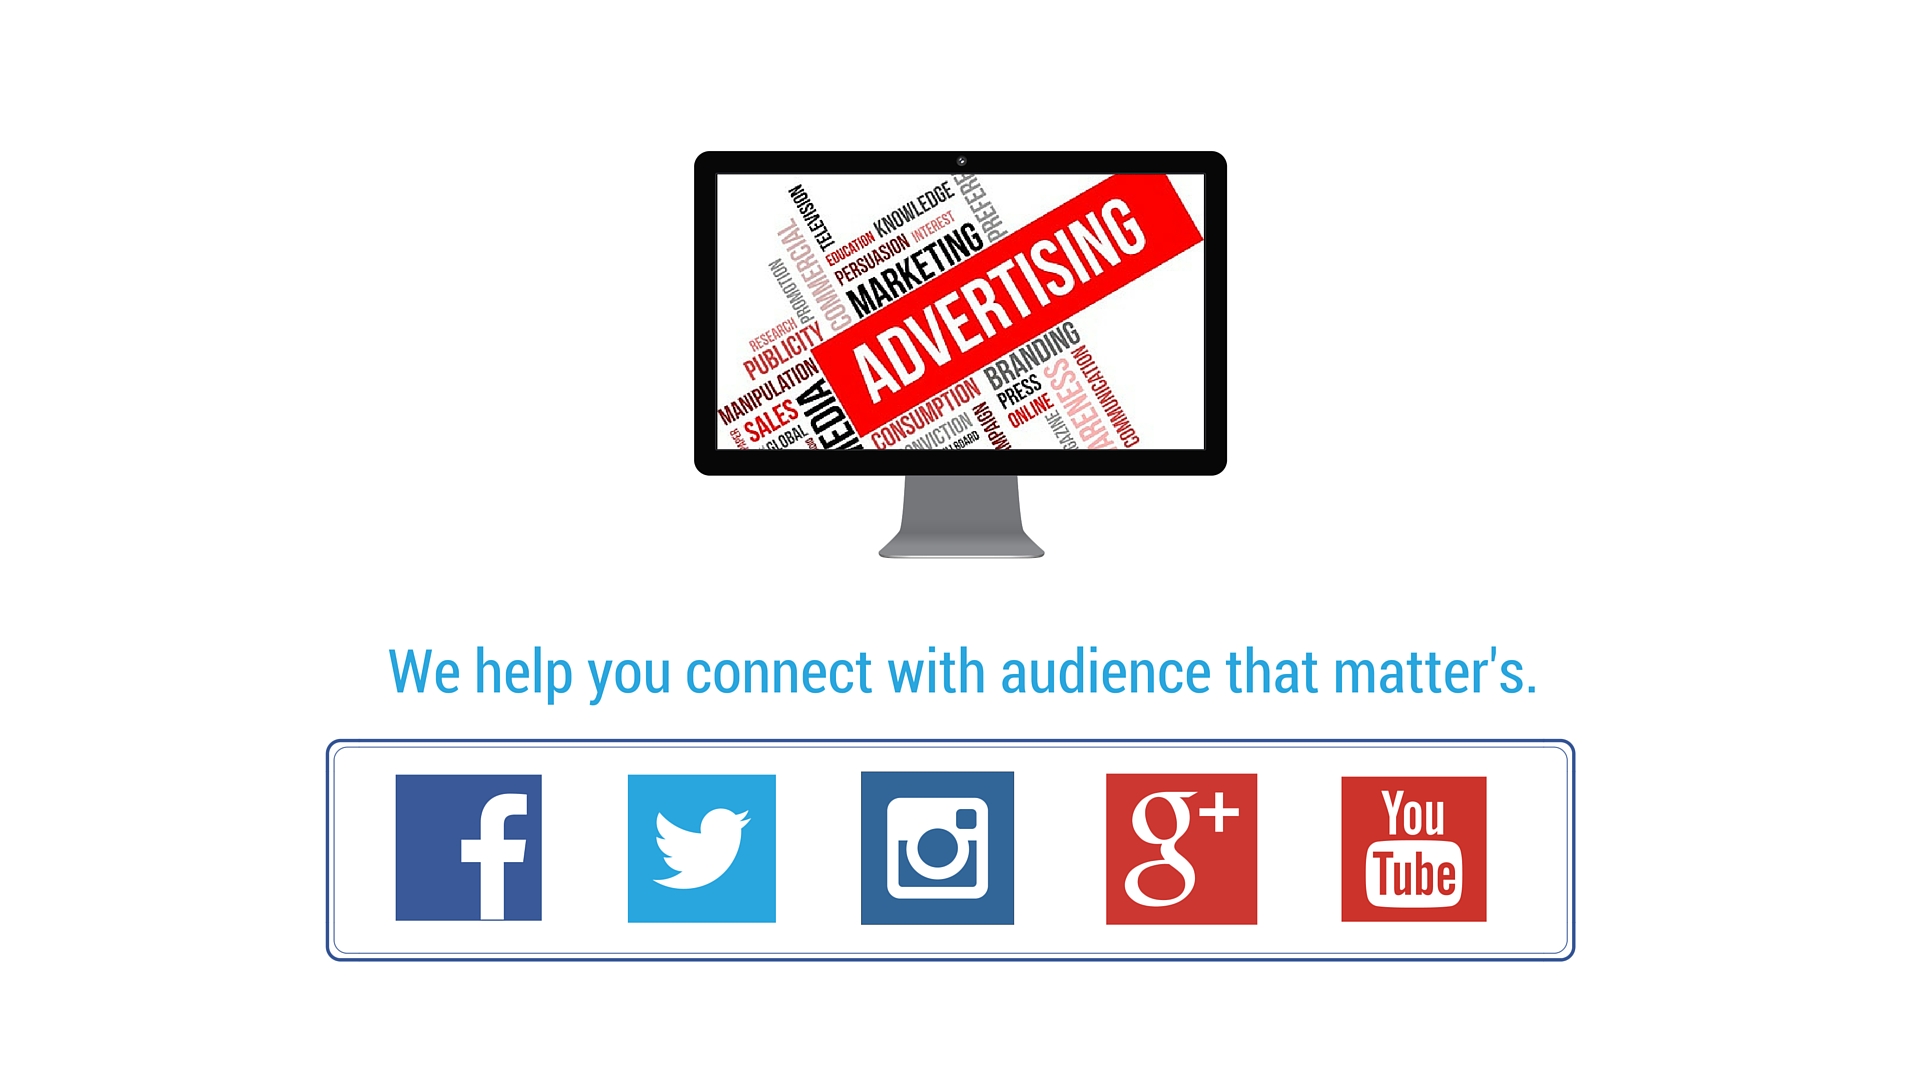 TELEVISION
COMMERCIAL
PROMOTION
EDUCATION
KNOWLEDGE
PERSUASION
INTEREST
MARKETING
ADVERTISING
RESEARCH
PUBLICITY
MANIPULATION
SALES
GLOBAL
CONSUMPTION
BRANDING
PRESS
ONLINE
COMMUNICATION
We help you connect with audience that matter's.
f
g+
You
Tube